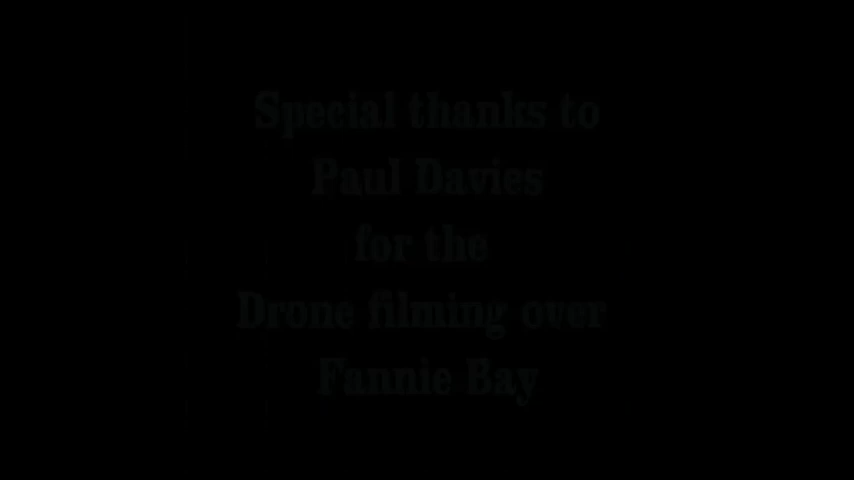 Special thanks to
Paul Davies
for the
Drone filming over
Fannie Bay